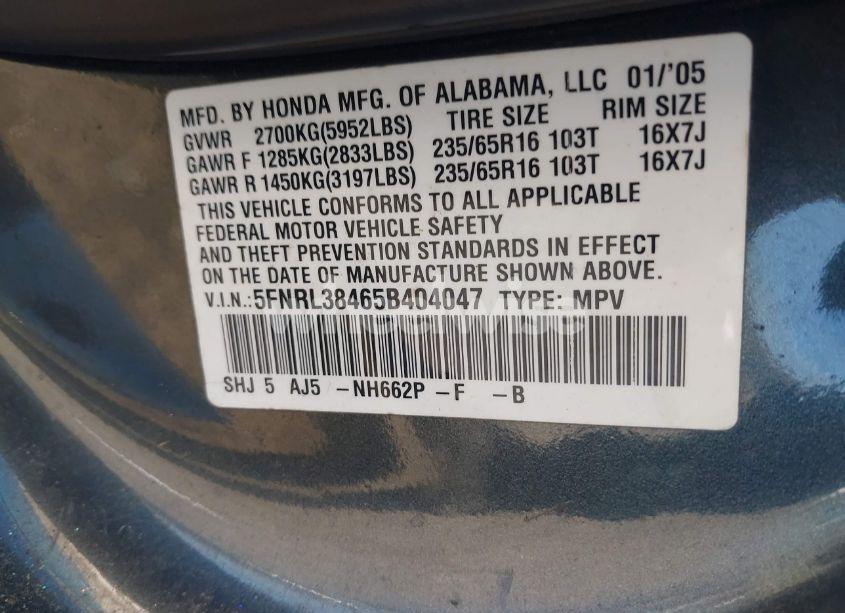 MFD. BY HONDA MFG. OF ALABAMA, LLC 01/'05
GVWR 2700KG(5952LBS) TIRE SIZE RIM SIZE
GAWR F 1285KG(2833LBS) 235/65R16 103T 16X7J
GAWR R 1450KG(3197LBS) 235/65R16 103T 16X7J
THIS VEHICLE CONFORMS TO ALL APPLICABLE
FEDERAL MOTOR VEHICLE SAFETY
AND THEFT PREVENTION STANDARDS IN EFFECT
ON THE DATE OF MANUFACTURE SHOWN ABOVE.
V.I.N.:5FNRL38465B404047 TYPE: MPV
wheelwise
SHJ 5 AJ5 -NH662P -F -B